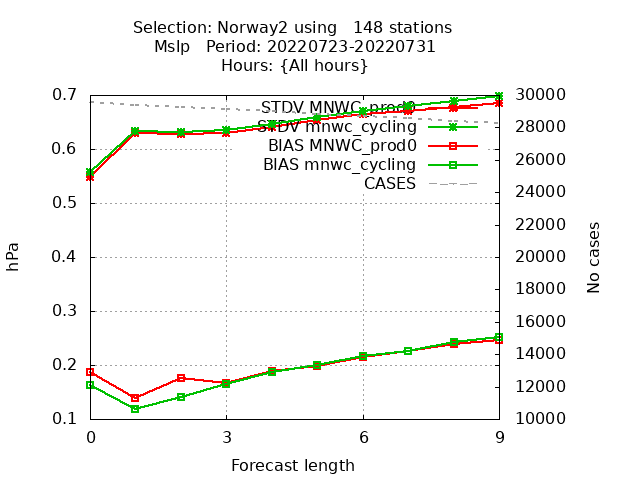 Selection: Norway2 using   148 stations
Mslp   Period: 20220723-20220731
Hours: {All hours}
0.7
0.6
0.5
0.4
0.3
0.2
0.1
hPa
STDV MNWC_prod0
STDV mnwc_cycling
BIAS MNWC_prod0
BIAS mnwc_cycling
CASES
30000
28000
26000
24000
22000
20000
18000
16000
14000
12000
10000
No cases
0 3 6 9
Forecast length